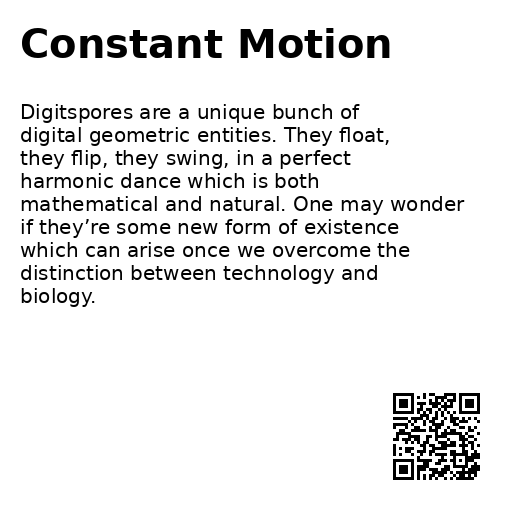 Constant Motion
Digitspores are a unique bunch of
digital geometric entities. They float,
they flip, they swing, in a perfect
harmonic dance which is both
mathematical and natural. One may wonder
if they’re some new form of existence
which can arise once we overcome the
distinction between technology and
biology.